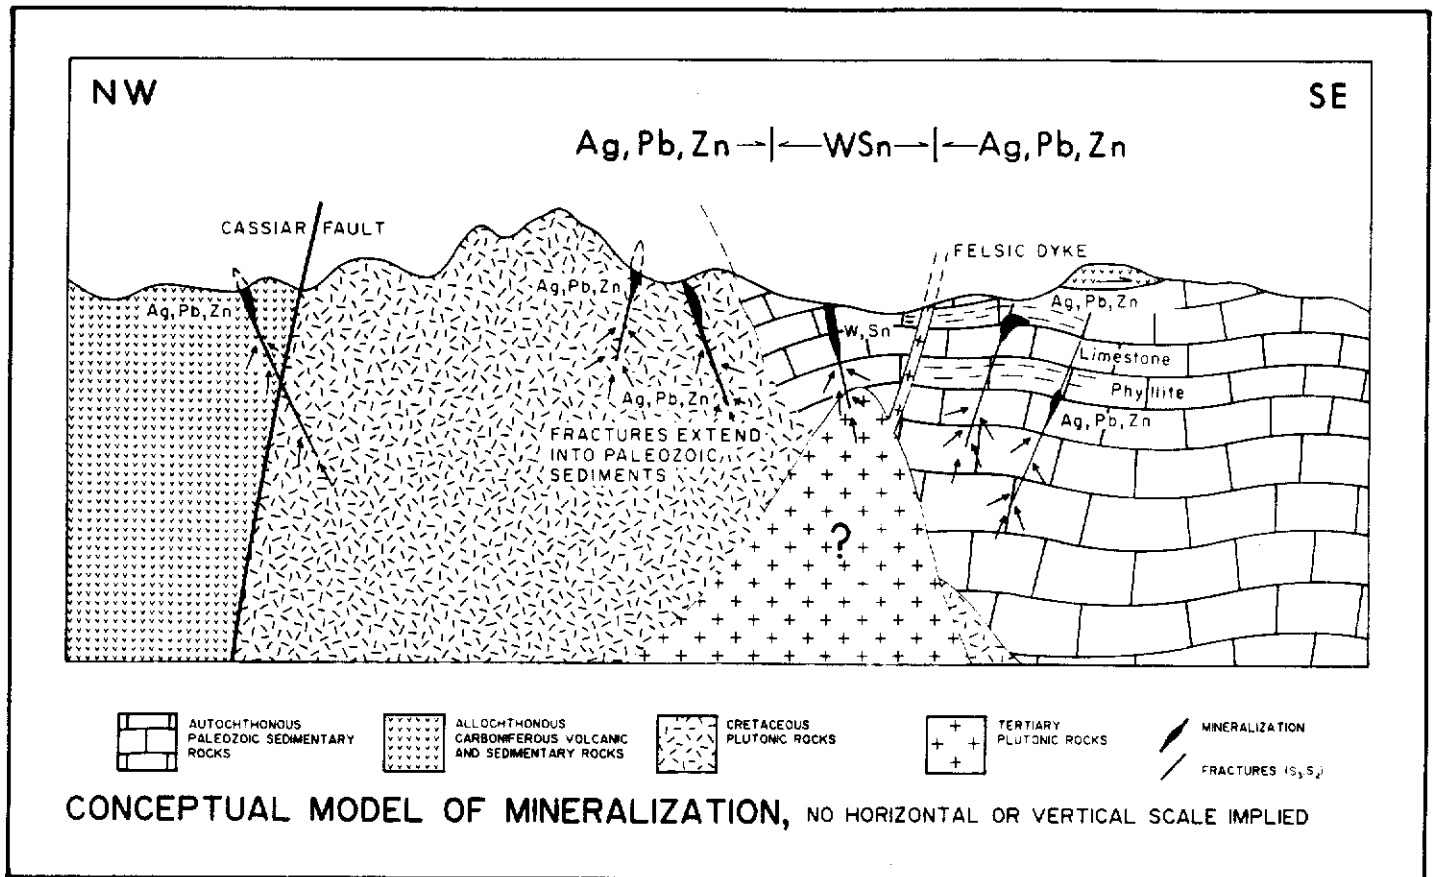 NW
SE
Ag, Pb, Zn
WSn
Ag, Pb, Zn
CASSIAR FAULT
FELSIC DYKE
Ag, Pb, Zn
Ag, Pb, Zn
Ag, Pb, Zn
W, Sn
Limestone
Phyllite
Ag, Pb, Zn
Ag, Pb, Zn
FRACTURES EXTEND
INTO PALEOZOIC
SEDIMENTS
?
AUTOCHTHONOUS
PALEOZOIC SEDIMENTARY
ROCKS
ALLOCHTHONOUS
CARBONIFEROUS VOLCANIC
AND SEDIMENTARY ROCKS
CRETACEOUS
PLUTONIC ROCKS
TERTIARY
PLUTONIC ROCKS
MINERALIZATION
FRACTURES (S₃,S₂)
CONCEPTUAL MODEL OF MINERALIZATION, NO HORIZONTAL OR VERTICAL SCALE IMPLIED